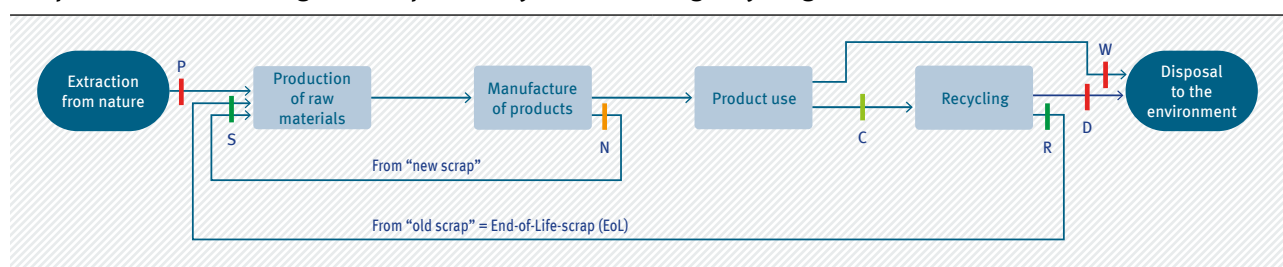 Extraction
from nature
P
S
Production
of raw
materials
Manufacture
of products
N
Product use
C
Recycling
R
D
W
Disposal
to the
environment
From “new scrap”
From “old scrap” = End-of-Life-scrap (EoL)